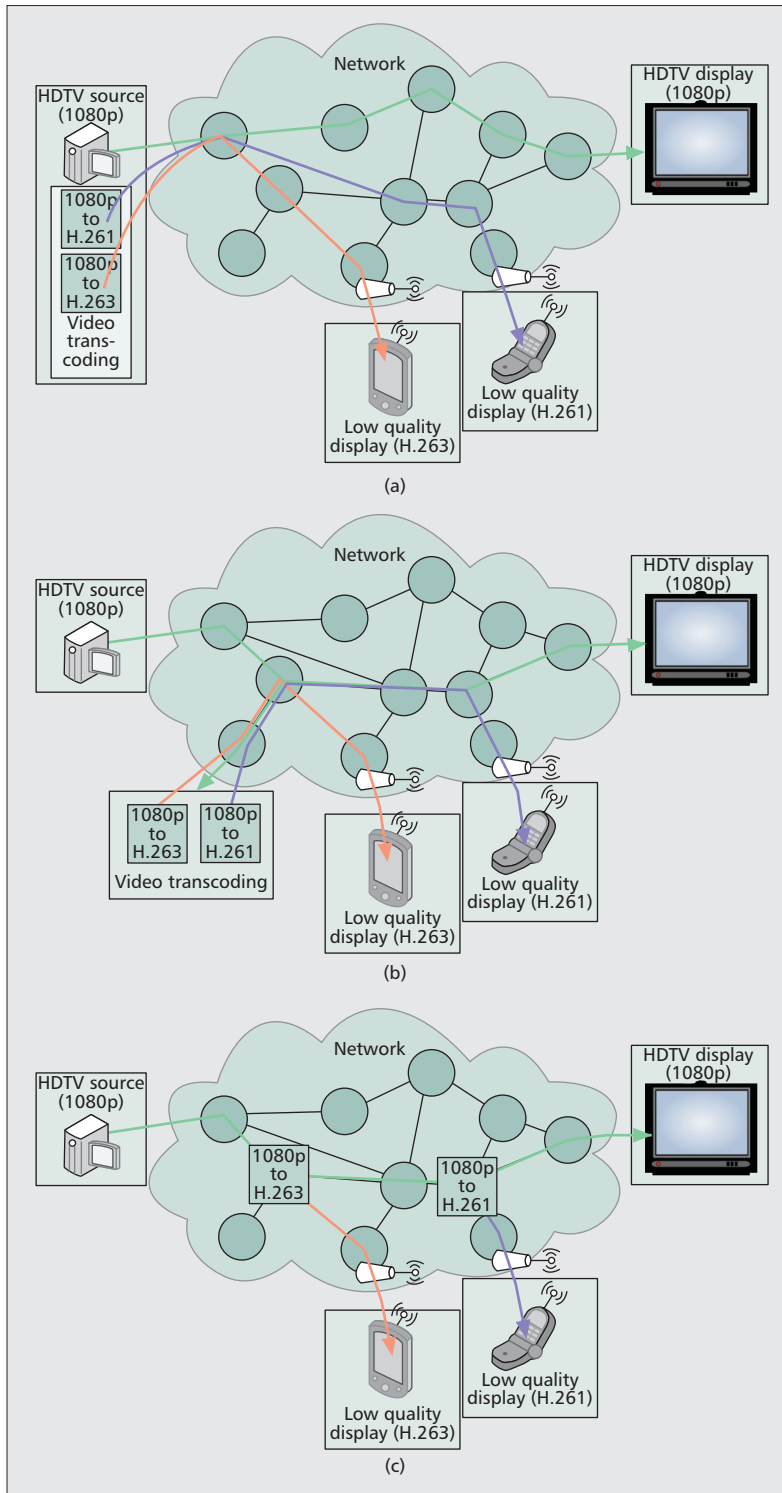 Network
HDTV source
(1080p)
HDTV display
(1080p)
1080p
to
H.261
1080p
to
H.263
Video
trans-
coding
Low quality
display (H.263)
Low quality
display (H.261)
(a)
Network
HDTV source
(1080p)
HDTV display
(1080p)
1080p
to
H.263
1080p
to
H.261
Video transcoding
Low quality
display (H.263)
Low quality
display (H.261)
(b)
Network
HDTV source
(1080p)
HDTV display
(1080p)
1080p
to
H.263
1080p
to
H.261
Low quality
display (H.263)
Low quality
display (H.261)
(c)